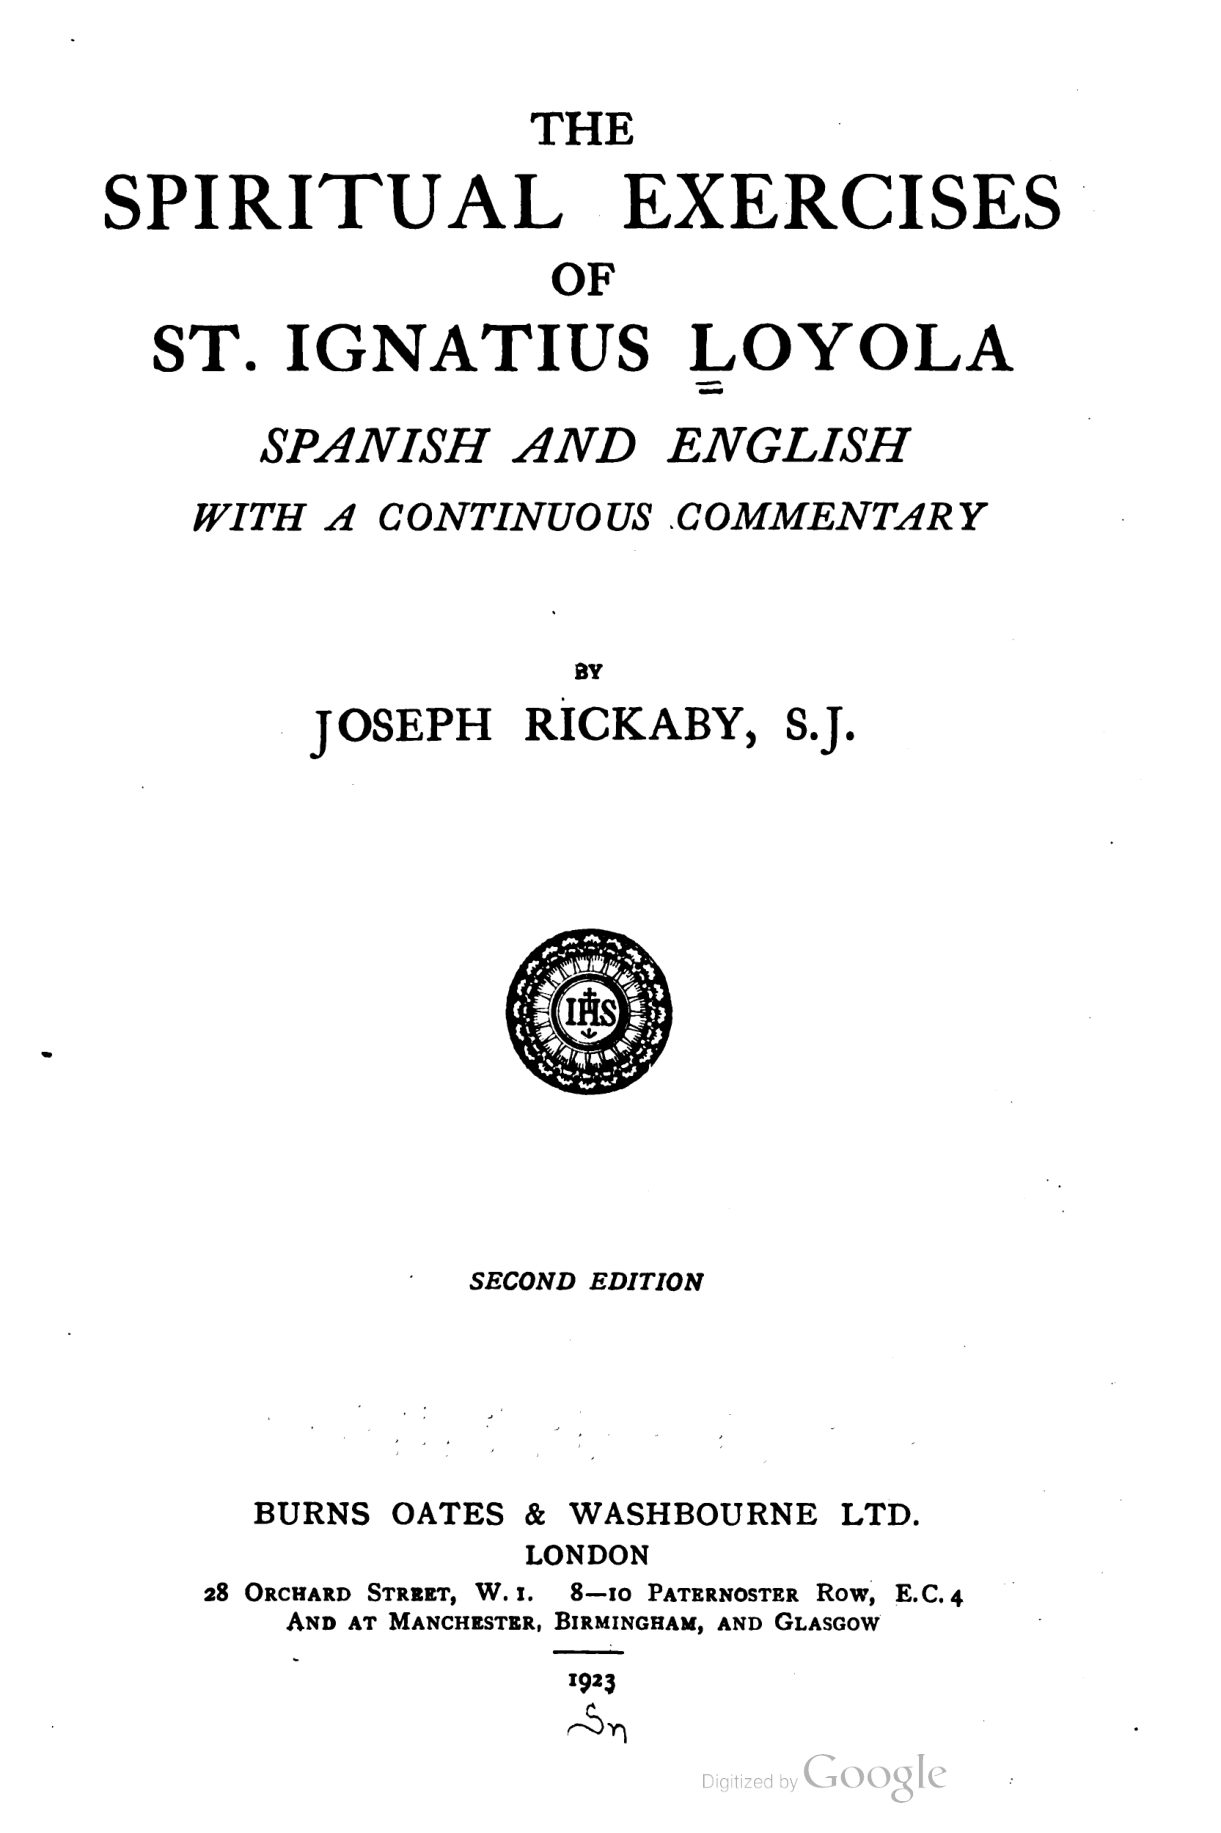 THE
SPIRITUAL EXERCISES
OF
ST. IGNATIUS LOYOLA
SPANISH AND ENGLISH
WITH A CONTINUOUS COMMENTARY
BY
JOSEPH RICKABY, S.J.
IHS
SECOND EDITION
BURNS OATES & WASHBOURNE LTD.
LONDON
28 ORCHARD STREET, W. 1. 8—10 PATERNOSTER ROW, E.C. 4
AND AT MANCHESTER, BIRMINGHAM, AND GLASGOW
1923
Digitized by Google